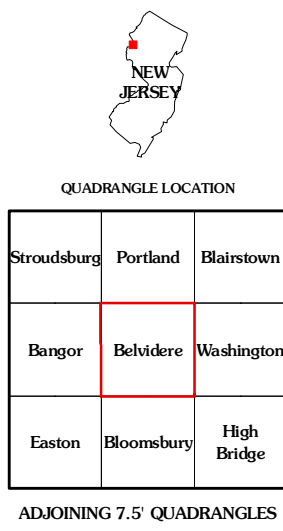 NEW
JERSEY
QUADRANGLE LOCATION
Stroudsburg Portland Blairstown
Bangor Belvidere Washington
Easton Bloomsbury High
Bridge
ADJOINING 7.5' QUADRANGLES